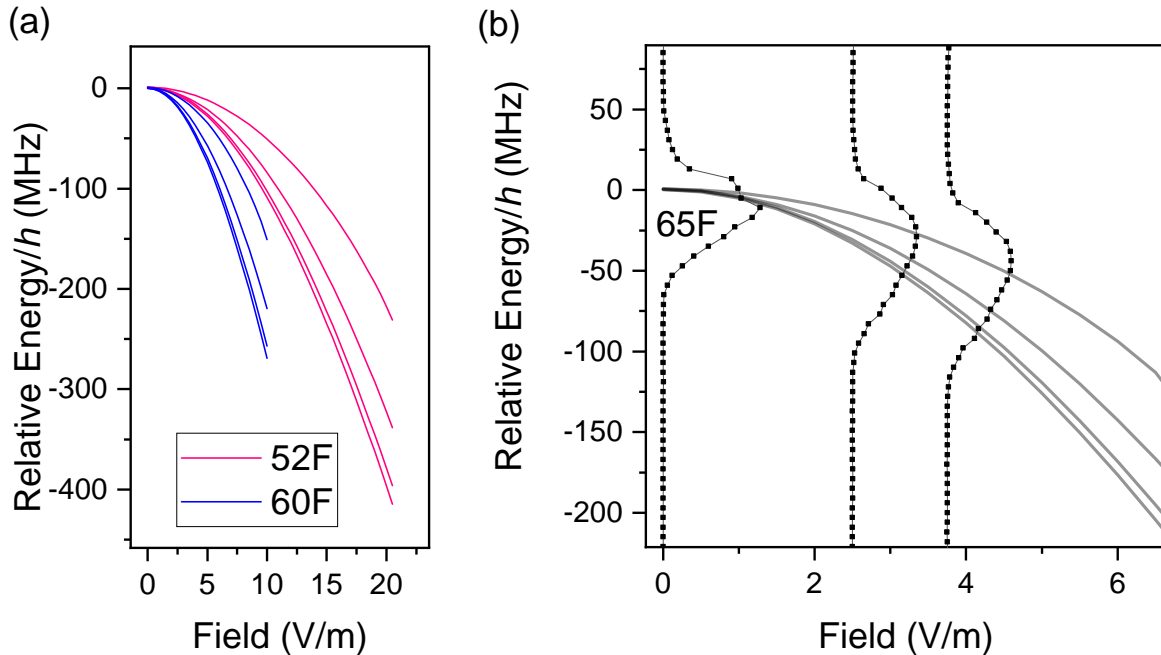 (a)
Relative Energy/h (MHz)
0
-100
-200
-300
-400
52F
60F
0
5
10
15
20
Field (V/m)
(b)
Relative Energy/h (MHz)
50
0
-50
-100
-150
-200
65F
0
2
4
6
Field (V/m)